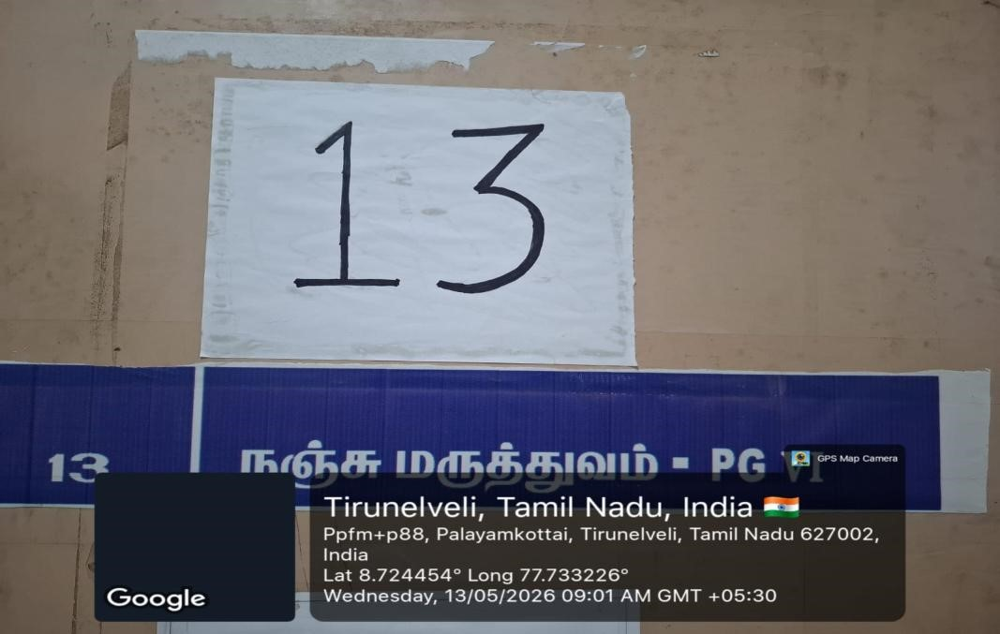 13
13 நஞ்சு மருத்துவம் - PG VI
GPS Map Camera
Tirunelveli, Tamil Nadu, India
Ppfm+p88, Palayamkottai, Tirunelveli, Tamil Nadu 627002,
India
Lat 8.724454° Long 77.733226°
Wednesday, 13/05/2026 09:01 AM GMT +05:30
Google